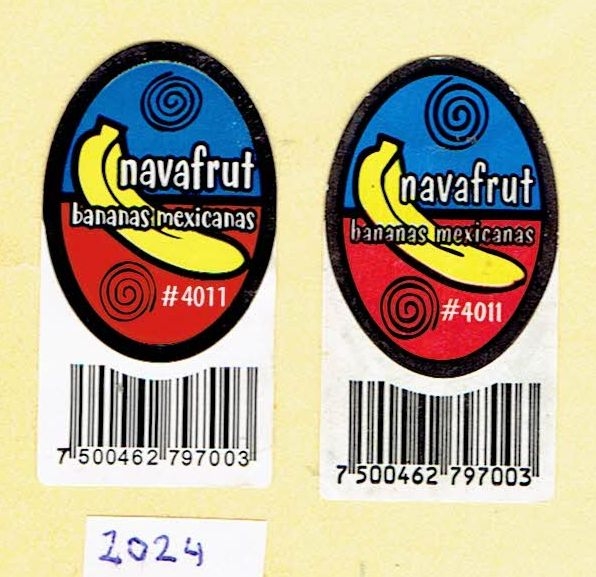 navafrut
bananas mexicanas
#4011
7 500462 797003
navafrut
bananas mexicanas
#4011
7 500462 797003
2024